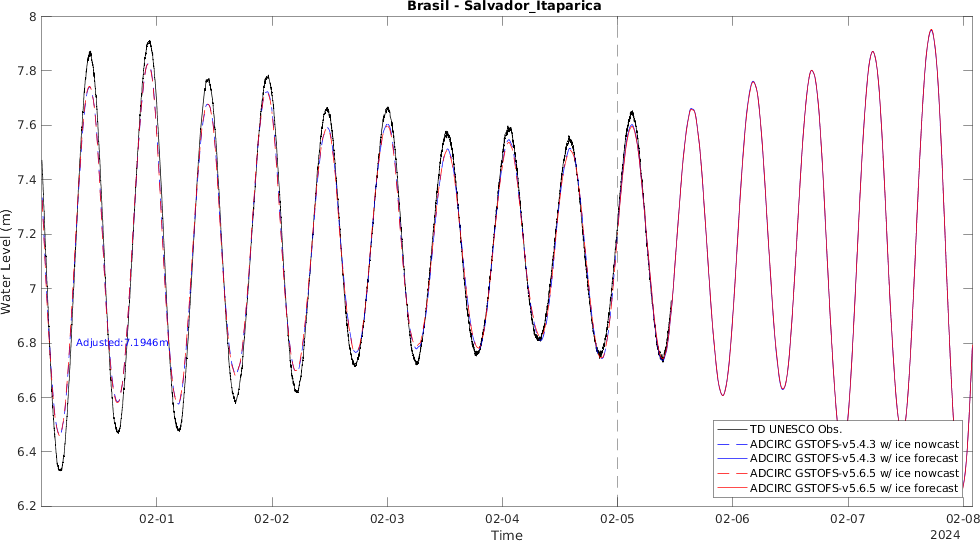 Brasil - Salvador_Itaparica
8
7.8
7.6
7.4
7.2
7
6.8
6.6
6.4
6.2
Water Level (m)
Adjusted:7.1946m
TD UNESCO Obs.
ADCIRC GSTOFS-v5.4.3 w/ ice nowcast
ADCIRC GSTOFS-v5.4.3 w/ ice forecast
ADCIRC GSTOFS-v5.6.5 w/ ice nowcast
ADCIRC GSTOFS-v5.6.5 w/ ice forecast
02-01 02-02 02-03 02-04 02-05 02-06 02-07 02-08
Time
2024